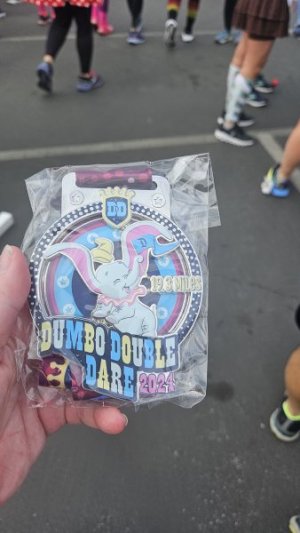 DD
19.3 MILES
DUMBO DOUBLE
DARE 2024